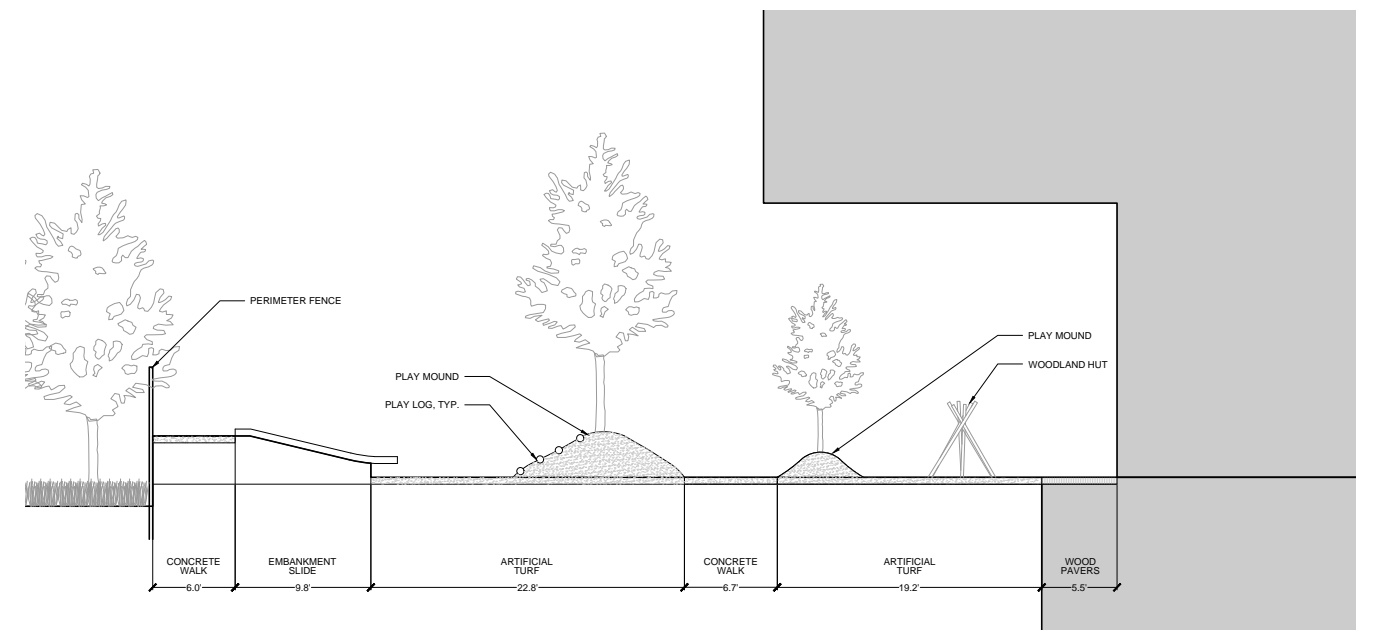 PERIMETER FENCE
PLAY MOUND
WOODLAND HUT
PLAY MOUND
PLAY LOG, TYP.
CONCRETE
WALK
6.0'
EMBANKMENT
SLIDE
9.8'
ARTIFICIAL
TURF
22.8'
CONCRETE
WALK
6.7'
ARTIFICIAL
TURF
19.2'
WOOD
PAVERS
5.5'